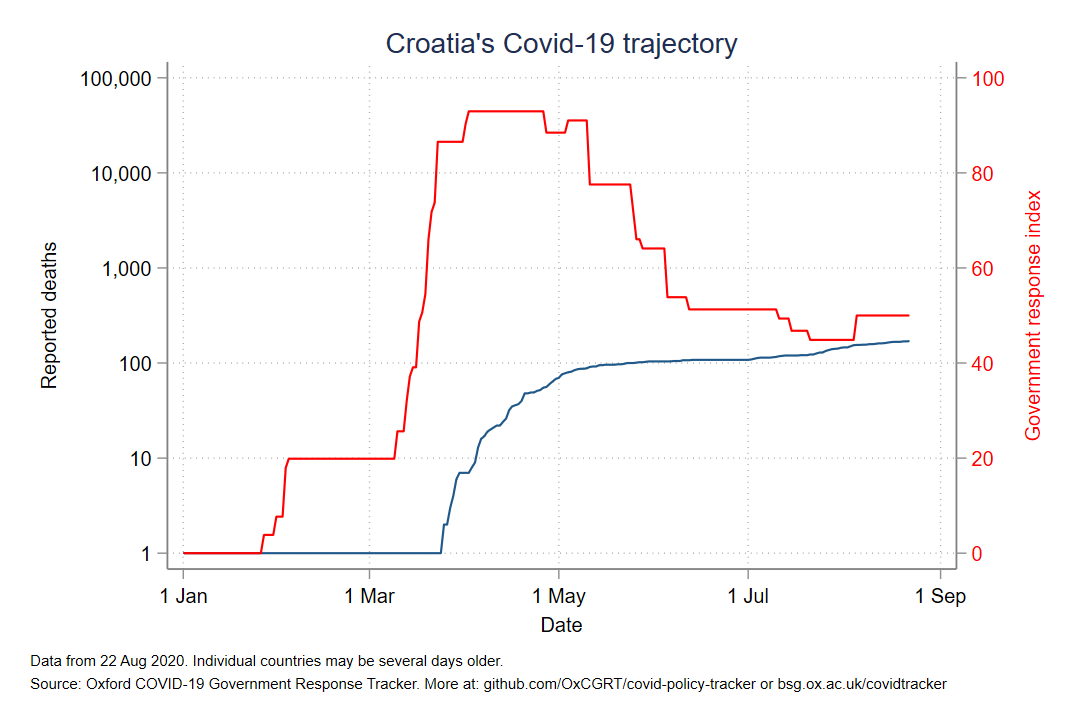 Croatia's Covid-19 trajectory
100,000
10,000
1,000
100
10
1
Reported deaths
100
80
60
40
20
0
Government response index
1 Jan
1 Mar
1 May
1 Jul
1 Sep
Date
Data from 22 Aug 2020. Individual countries may be several days older.
Source: Oxford COVID-19 Government Response Tracker. More at: github.com/OxCGRT/covid-policy-tracker or bsg.ox.ac.uk/covidtracker